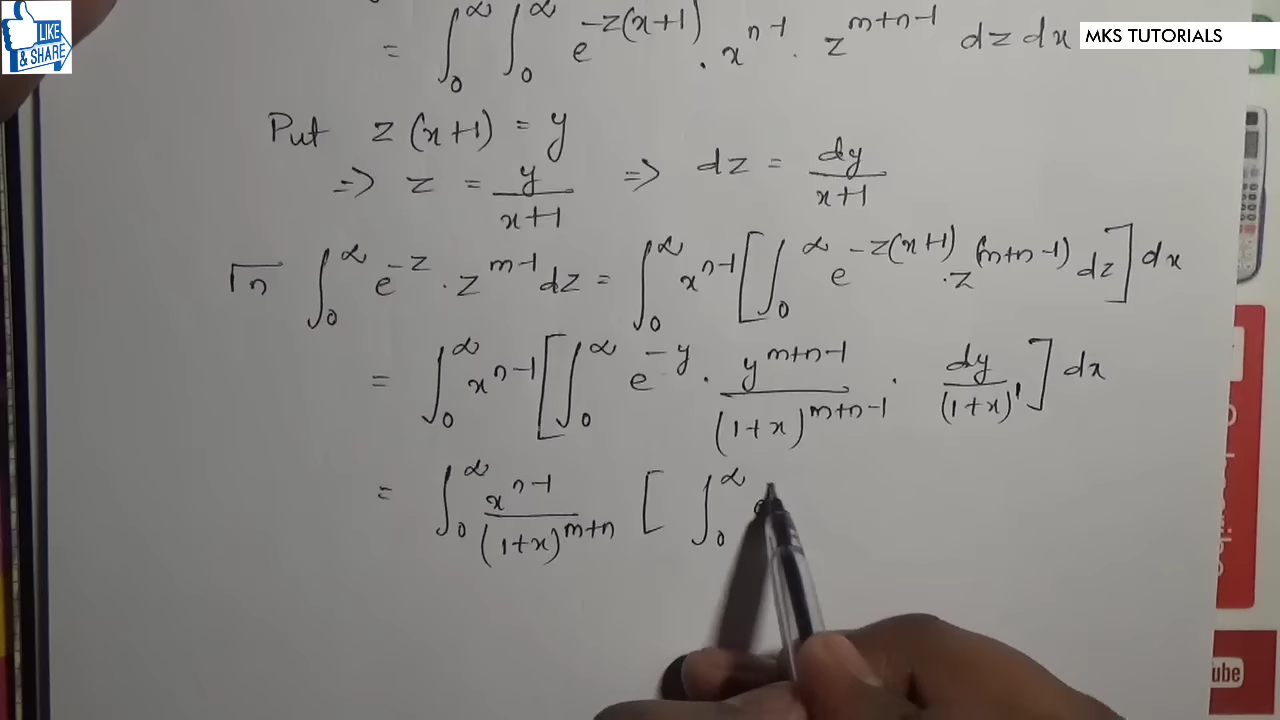 LIKE & SHARE
= ∫₀^∞ ∫₀^∞ e^{-z(x+1)} . x^{n-1} . z^{m+n-1} dz dx
MKS TUTORIALS
Put z(x+1) = y
⇒ z = y/(x+1) ⇒ dz = dy/(x+1)
Γn ∫₀^∞ e^{-z} . z^{m-1} dz = ∫₀^∞ x^{n-1} [ ∫₀^∞ e^{-z(x+1)} . z^{(m+n-1)} dz ] dx
= ∫₀^∞ x^{n-1} [ ∫₀^∞ e^{-y} . y^{m+n-1}/(1+x)^{m+n-1} . dy/(1+x)^1 ] dx
= ∫₀^∞ x^{n-1}/(1+x)^{m+n} [ ∫₀^∞
ube